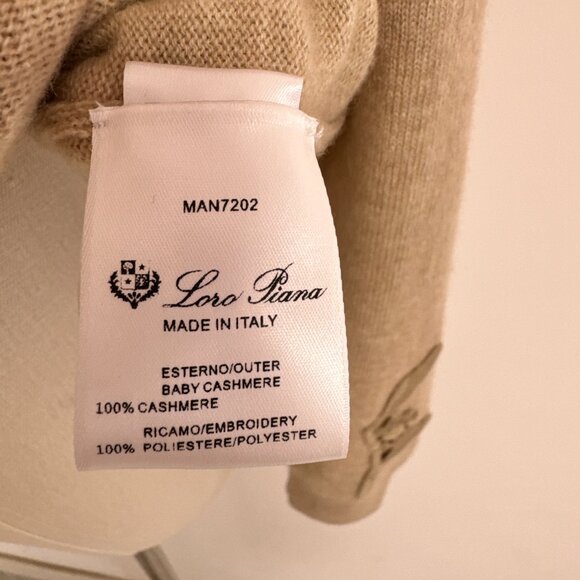 MAN7202
Loro Piana
MADE IN ITALY
ESTERNO/OUTER
BABY CASHMERE
100% CASHMERE
RICAMO/EMBROIDERY
100% POLIESTERE/POLYESTER